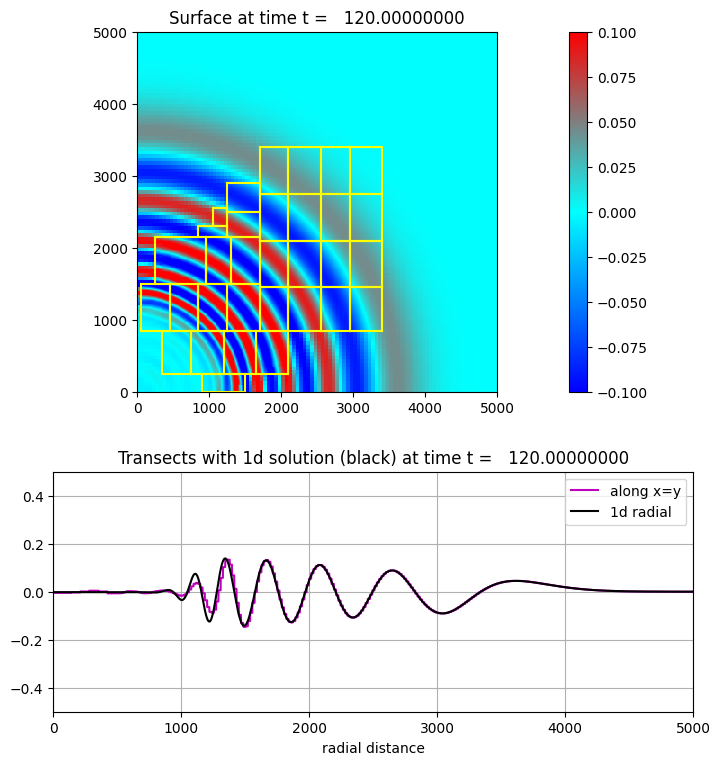 Surface at time t =   120.00000000
5000
4000
3000
2000
1000
0
0 1000 2000 3000 4000 5000
0.100
0.075
0.050
0.025
0.000
−0.025
−0.050
−0.075
−0.100
Transects with 1d solution (black) at time t =   120.00000000
along x=y
1d radial
0.4
0.2
0.0
−0.2
−0.4
0 1000 2000 3000 4000 5000
radial distance